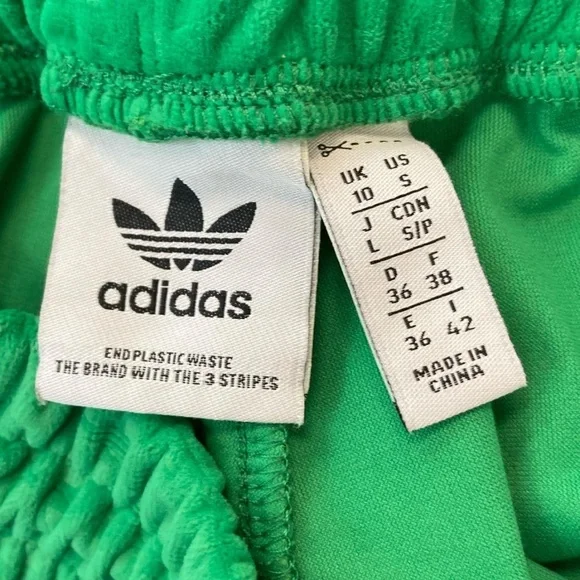 adidas
END PLASTIC WASTE
THE BRAND WITH THE 3 STRIPES
UK US
10 S
J CDN
L S/P
D F
36 38
E I
36 42
MADE IN
CHINA